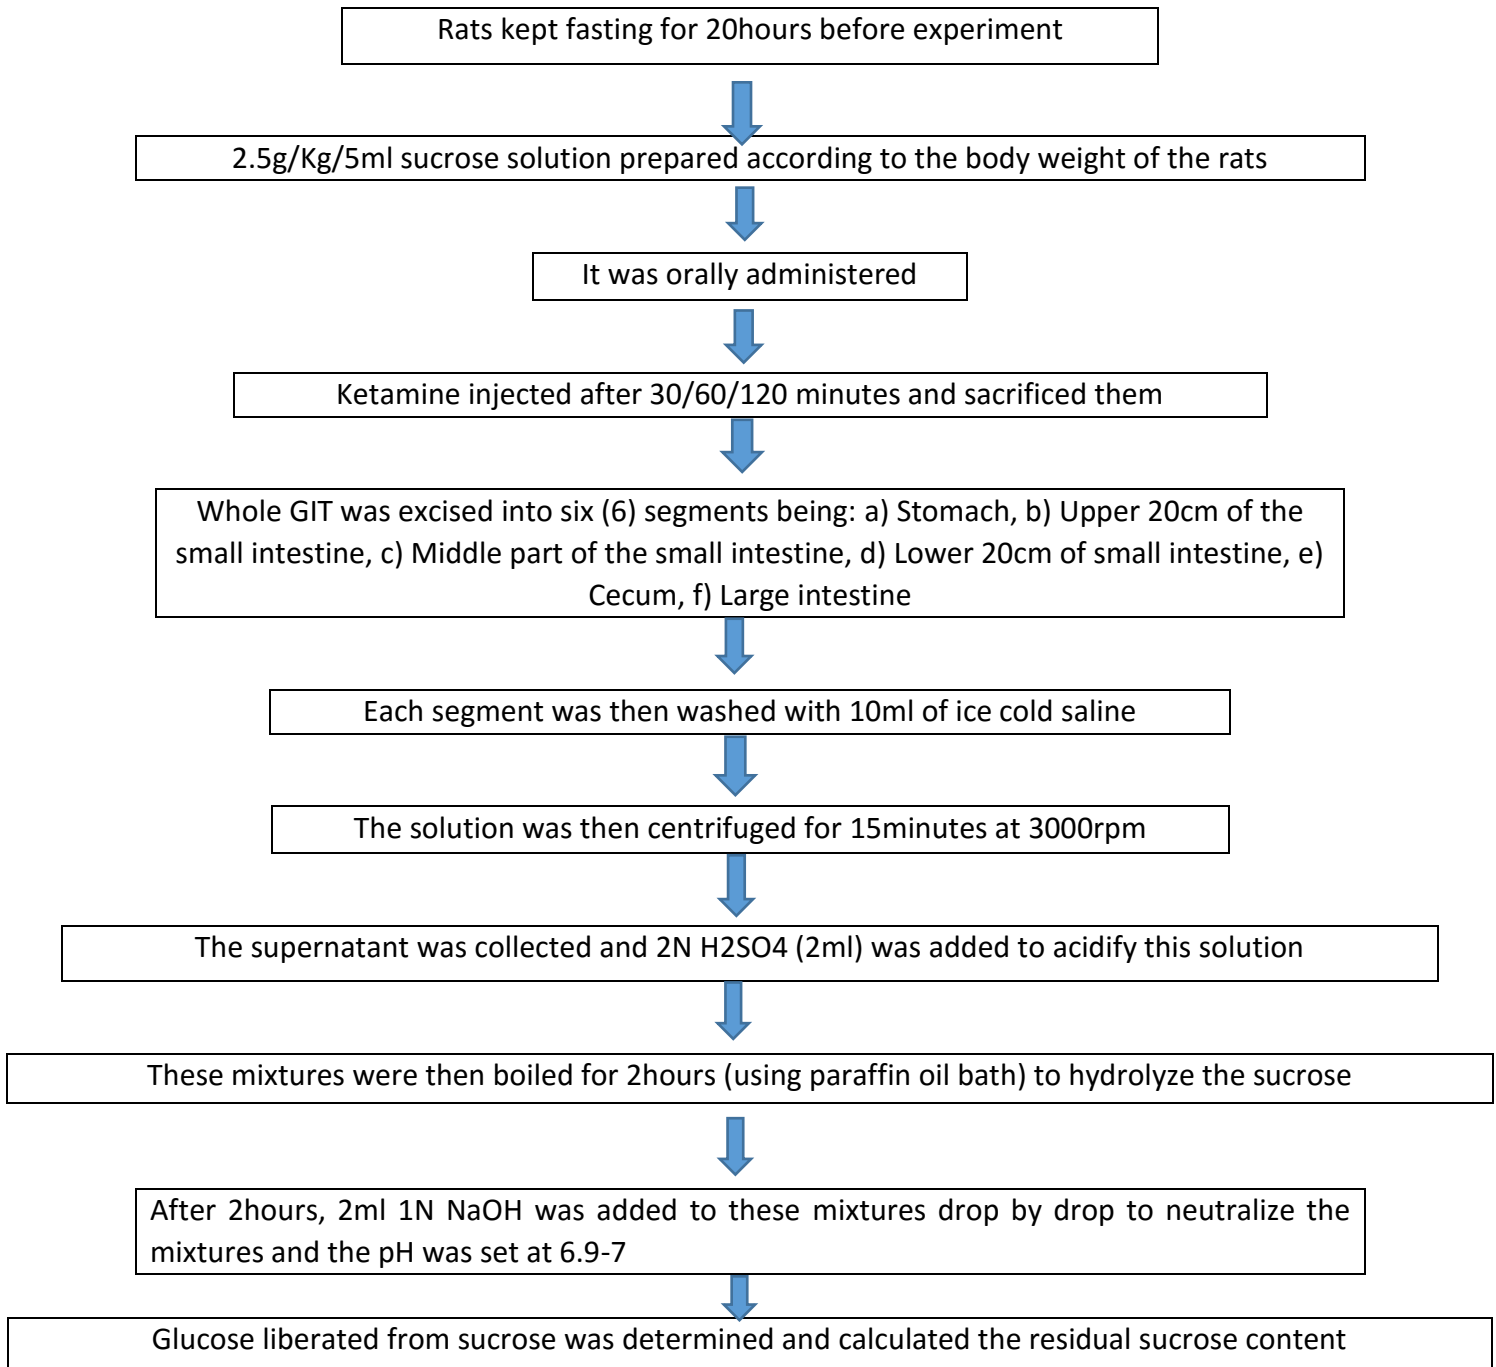 Rats kept fasting for 20hours before experiment
2.5g/Kg/5ml sucrose solution prepared according to the body weight of the rats
It was orally administered
Ketamine injected after 30/60/120 minutes and sacrificed them
Whole GIT was excised into six (6) segments being: a) Stomach, b) Upper 20cm of the
small intestine, c) Middle part of the small intestine, d) Lower 20cm of small intestine, e)
Cecum, f) Large intestine
Each segment was then washed with 10ml of ice cold saline
The solution was then centrifuged for 15minutes at 3000rpm
The supernatant was collected and 2N H2SO4 (2ml) was added to acidify this solution
These mixtures were then boiled for 2hours (using paraffin oil bath) to hydrolyze the sucrose
After 2hours, 2ml 1N NaOH was added to these mixtures drop by drop to neutralize the
mixtures and the pH was set at 6.9-7
Glucose liberated from sucrose was determined and calculated the residual sucrose content